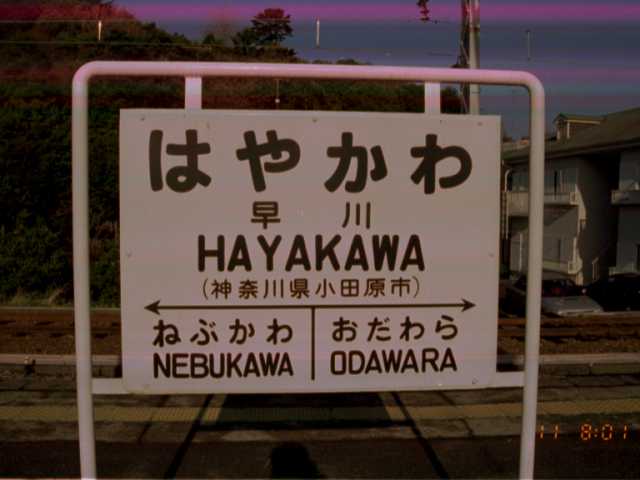 はやかわ
早川
HAYAKAWA
(神奈川県小田原市)
ねぶかわ おだわら
NEBUKAWA ODAWARA
11 8:01